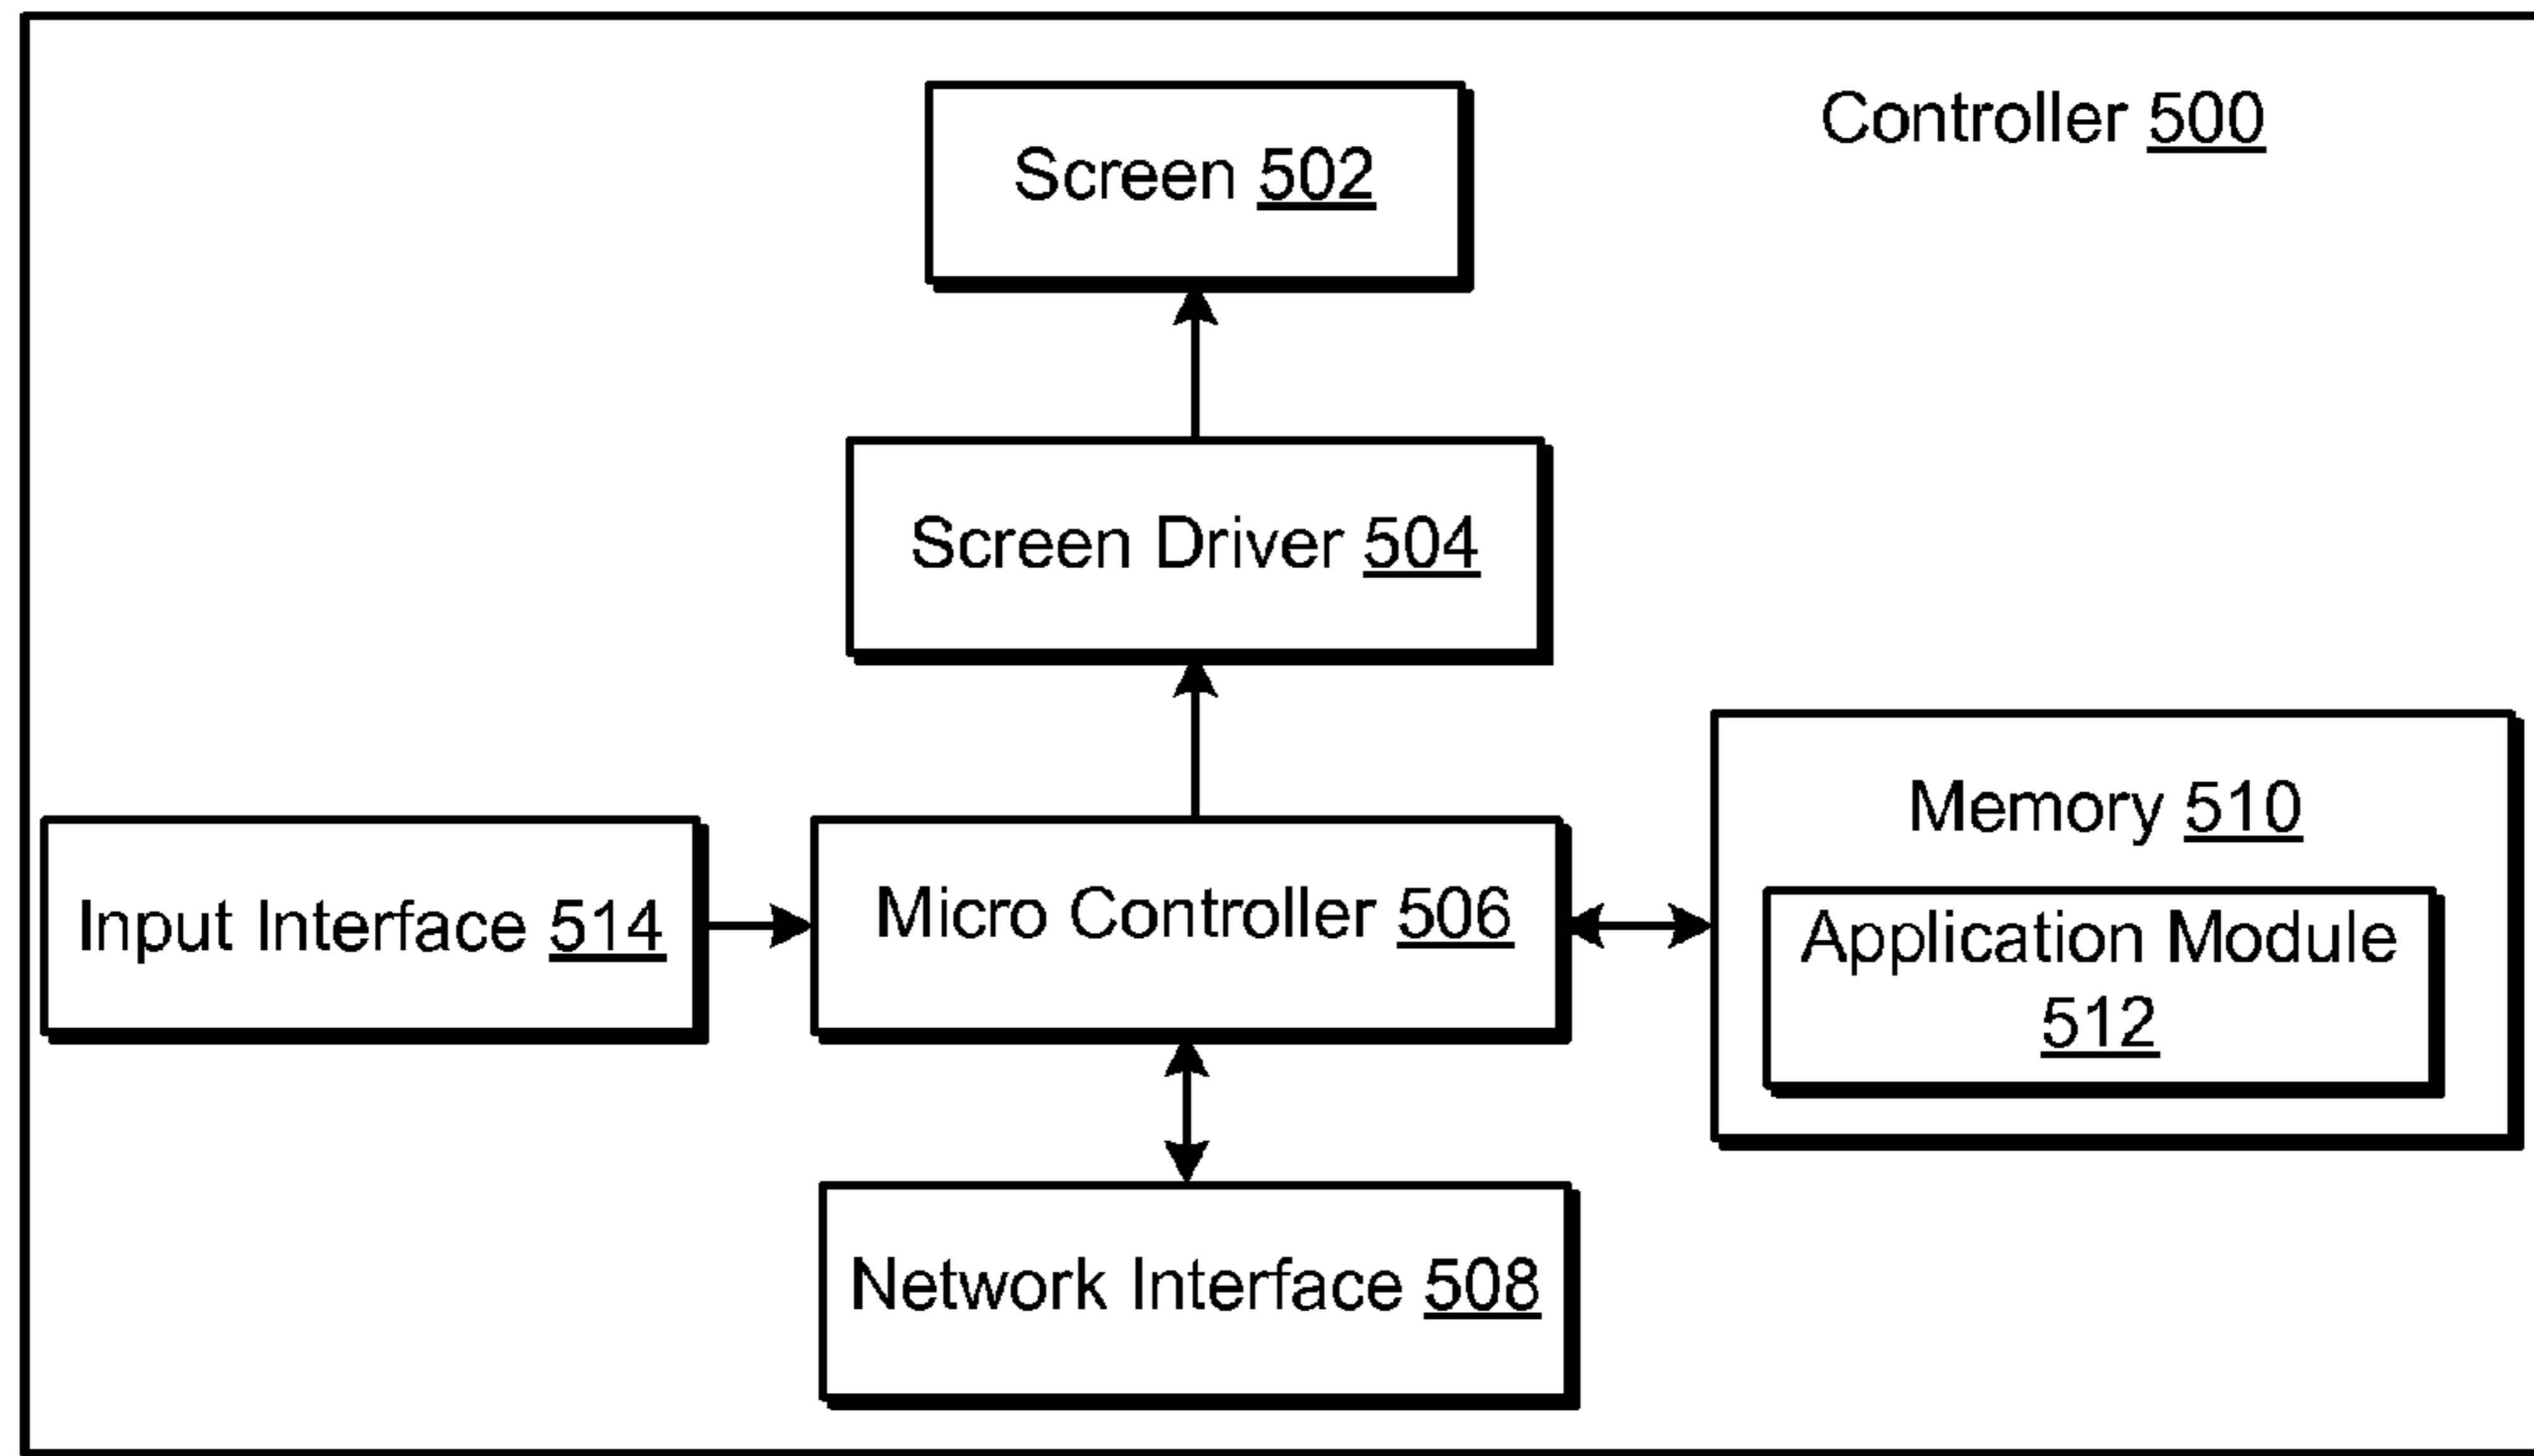 Controller 500
Screen 502
Screen Driver 504
Memory 510
Input Interface 514
Micro Controller 506
Application Module
512
Network Interface 508